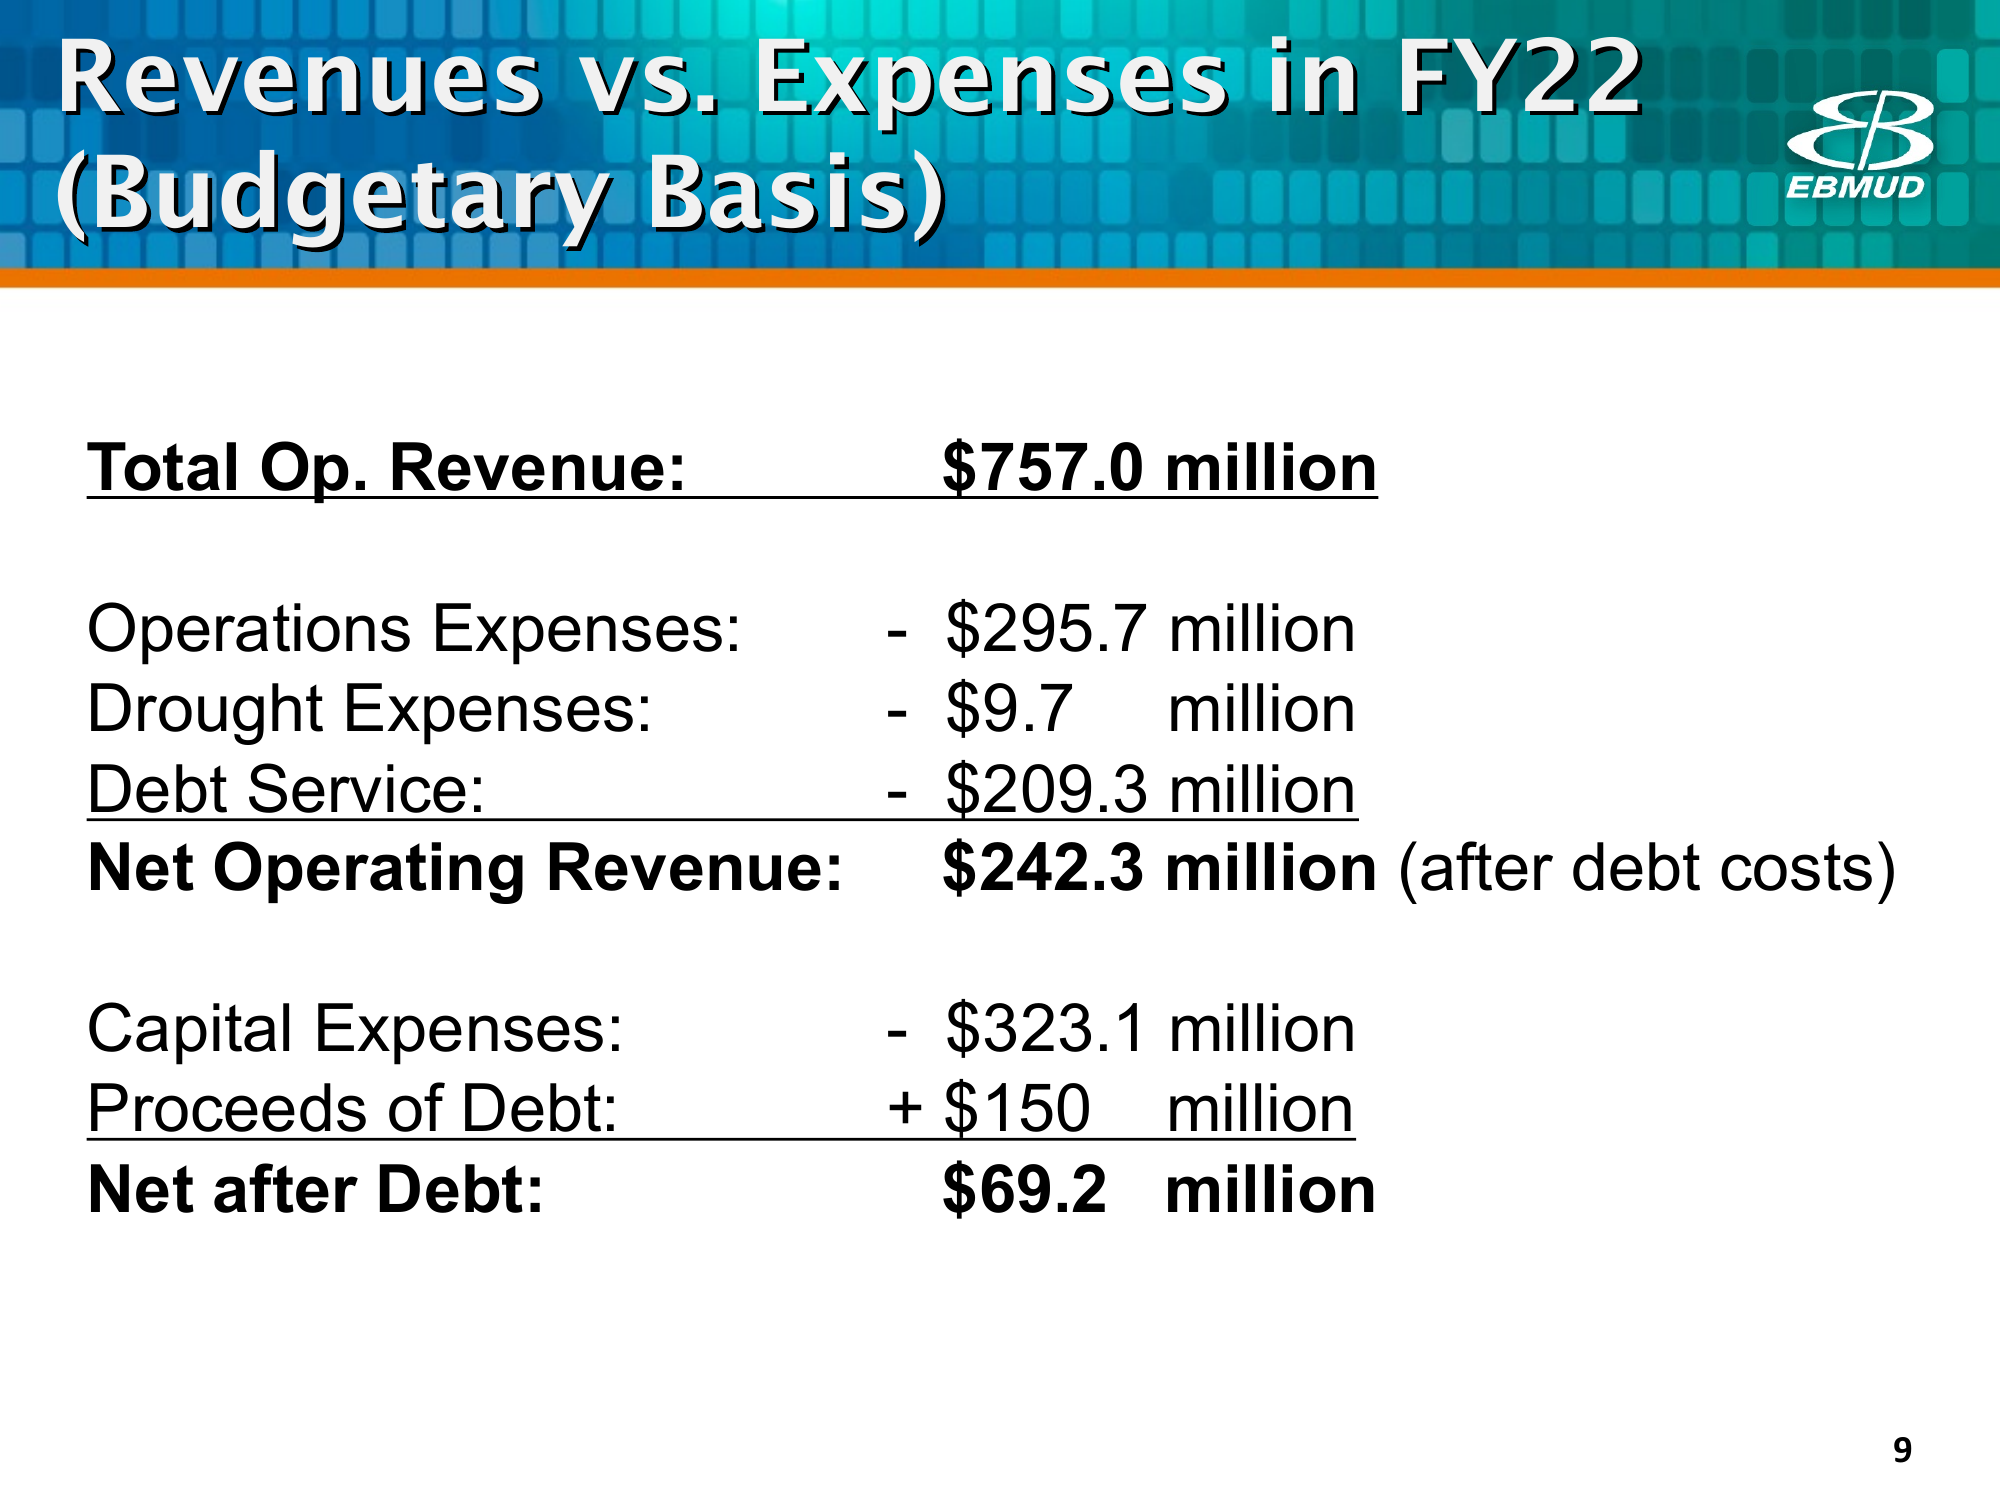 Revenues vs. Expenses in FY22
(Budgetary Basis)
EBMUD
Total Op. Revenue: $757.0 million
Operations Expenses: - $295.7 million
Drought Expenses: - $9.7 million
Debt Service: - $209.3 million
Net Operating Revenue: $242.3 million (after debt costs)
Capital Expenses: - $323.1 million
Proceeds of Debt: + $150 million
Net after Debt: $69.2 million
9